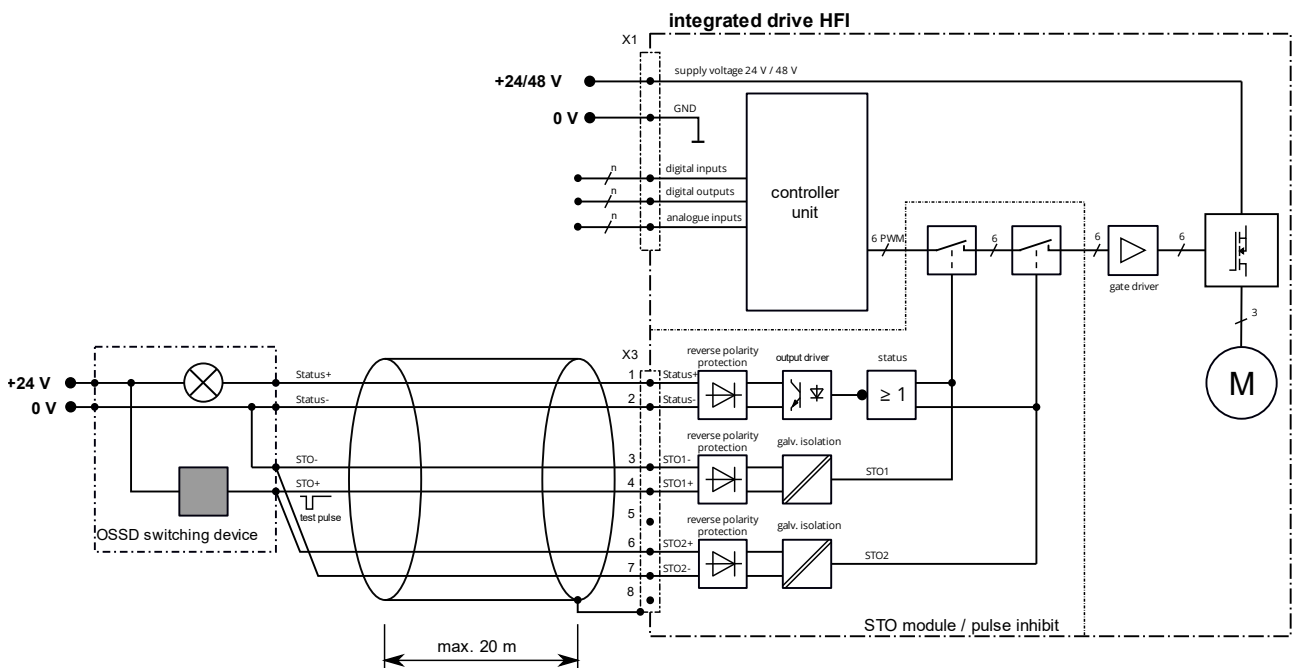 integrated drive HFI
X1
supply voltage 24 V / 48 V
+24/48 V
GND
0 V
n
digital inputs
n
digital outputs
n
analogue inputs
controller
unit
6 PWM
6
6
6
gate driver
3
M
X3
reverse polarity
protection
output driver
status
+24 V
Status+
1
Status+
≥ 1
0 V
Status-
2
Status-
reverse polarity
protection
galv. isolation
STO-
3
STO1-
STO1
STO+
4
STO1+
test pulse
5
OSSD switching device
reverse polarity
protection
galv. isolation
6
STO2+
STO2
7
STO2-
8
STO module / pulse inhibit
max. 20 m